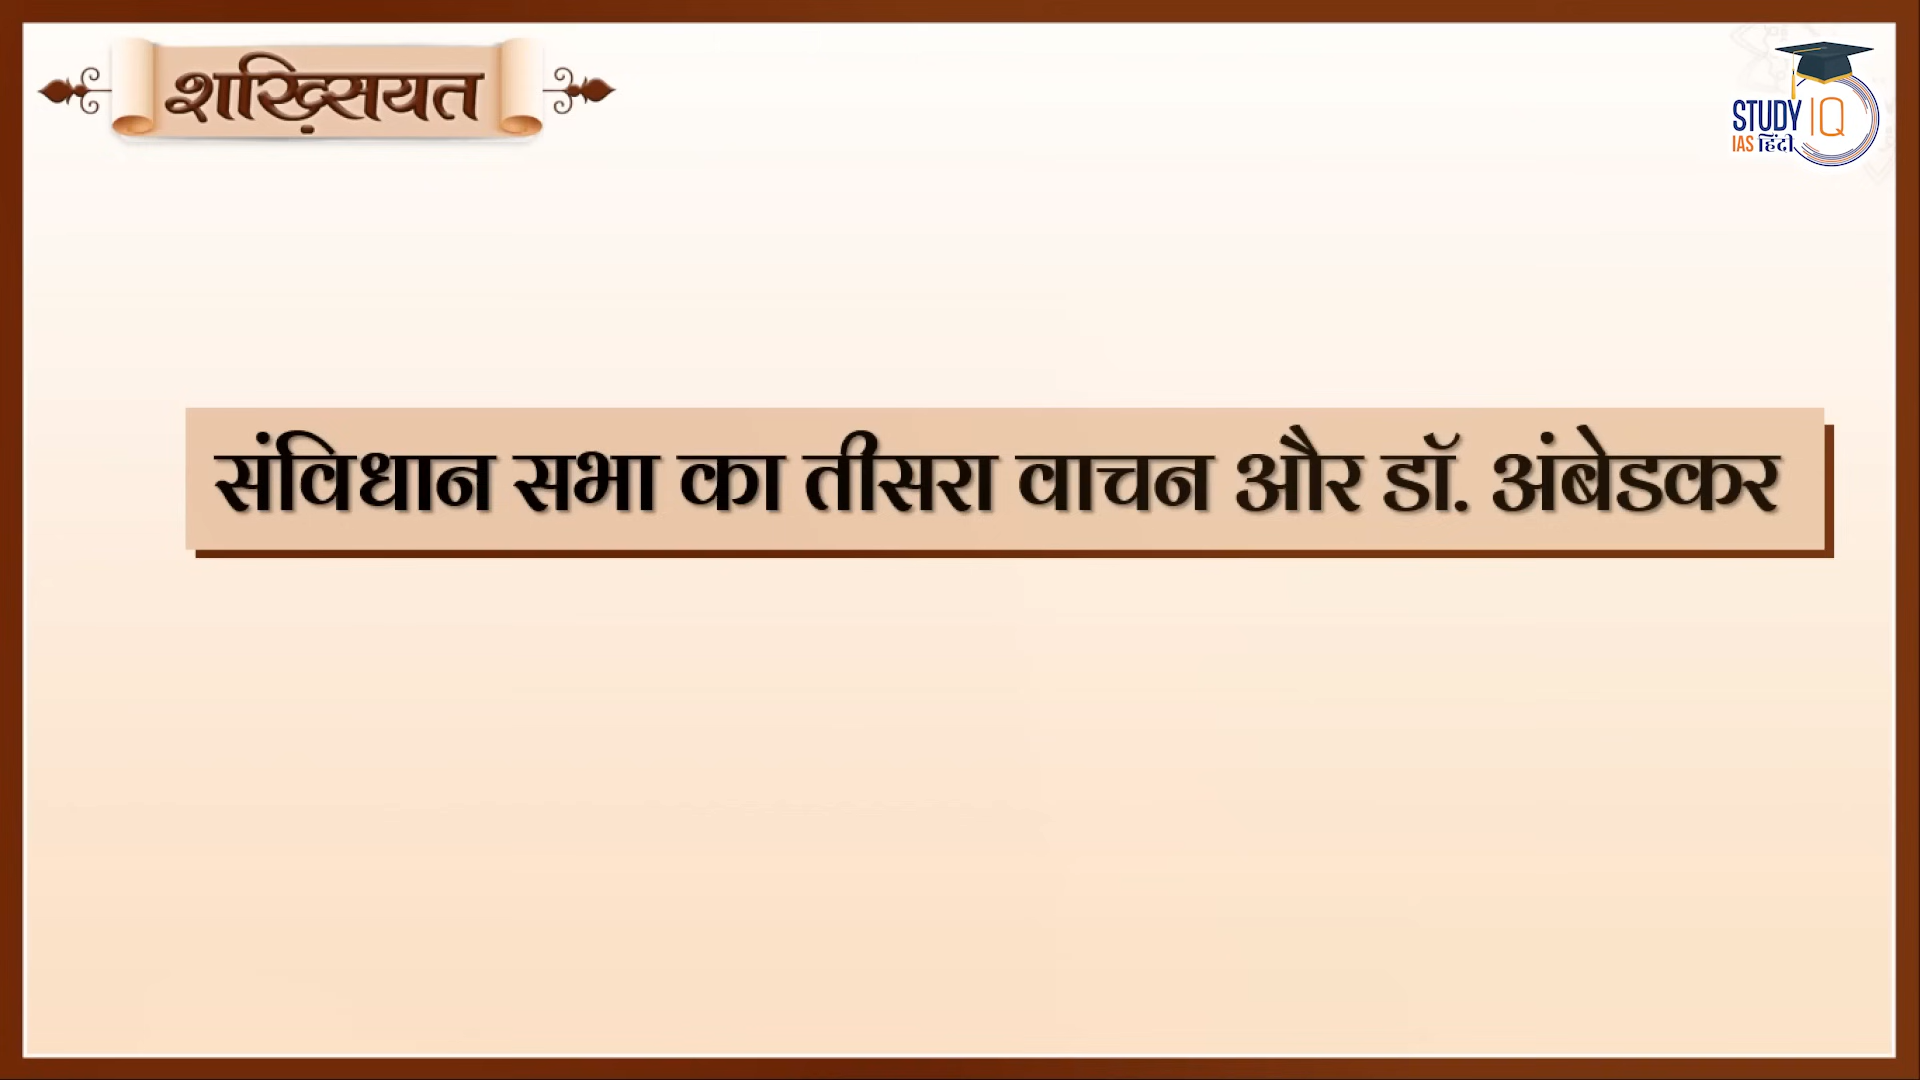 शख़्सियत
STUDY IQ
IAS हिंदी
संविधान सभा का तीसरा वाचन और डॉ. अंबेडकर